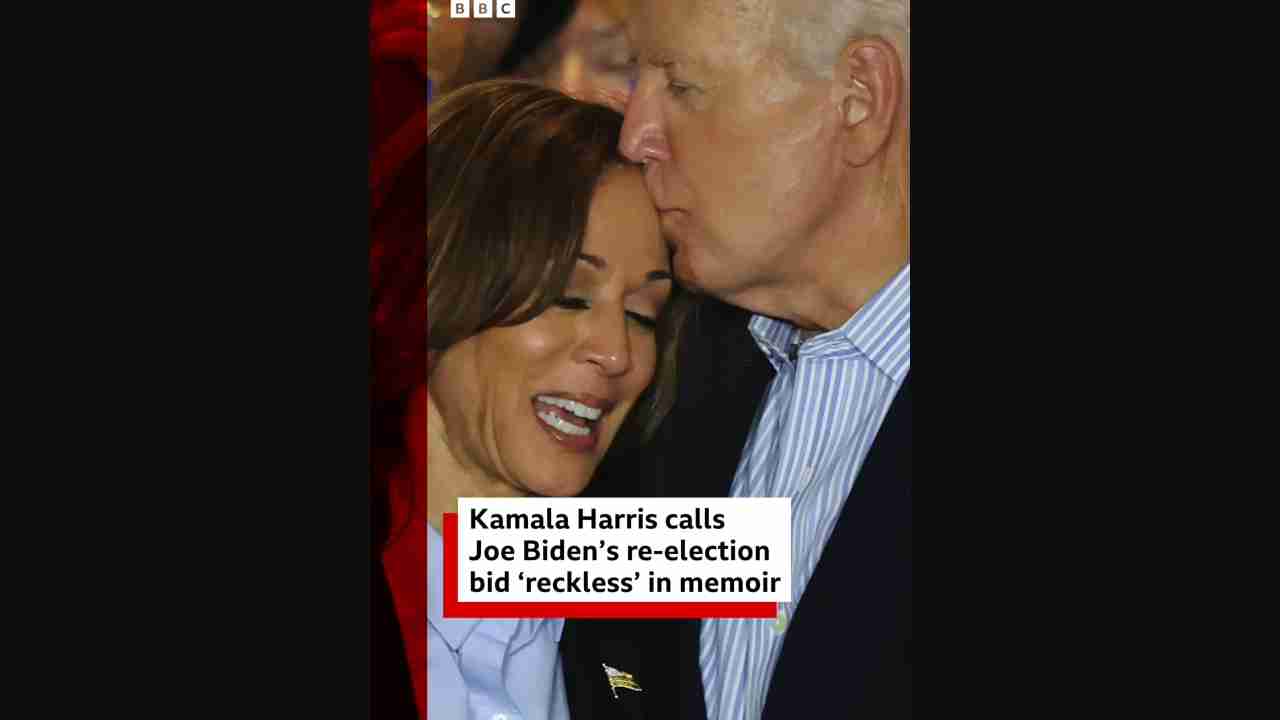 BBC
Kamala Harris calls
Joe Biden’s re-election
bid ‘reckless’ in memoir